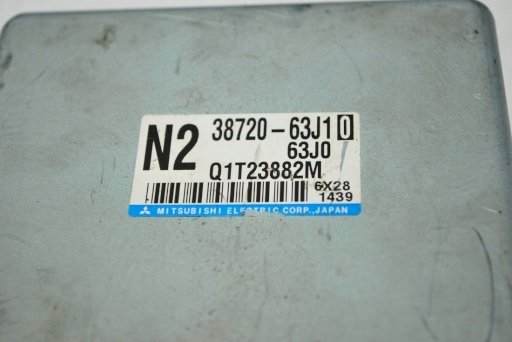 N2 38720-63J10
63J0
Q1T23882M
6X28
1439
MITSUBISHI ELECTRIC CORP., JAPAN